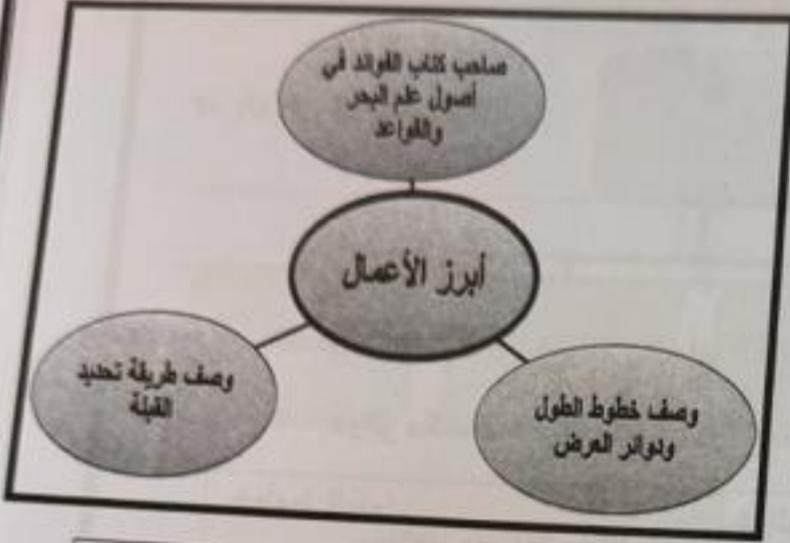 صاحب كتاب الفوائد في
أصول علم البحر
والقواعد
أبرز الأعمال
وصف طريقة تحديد
القبلة
وصف خطوط الطول
ودوائر العرض